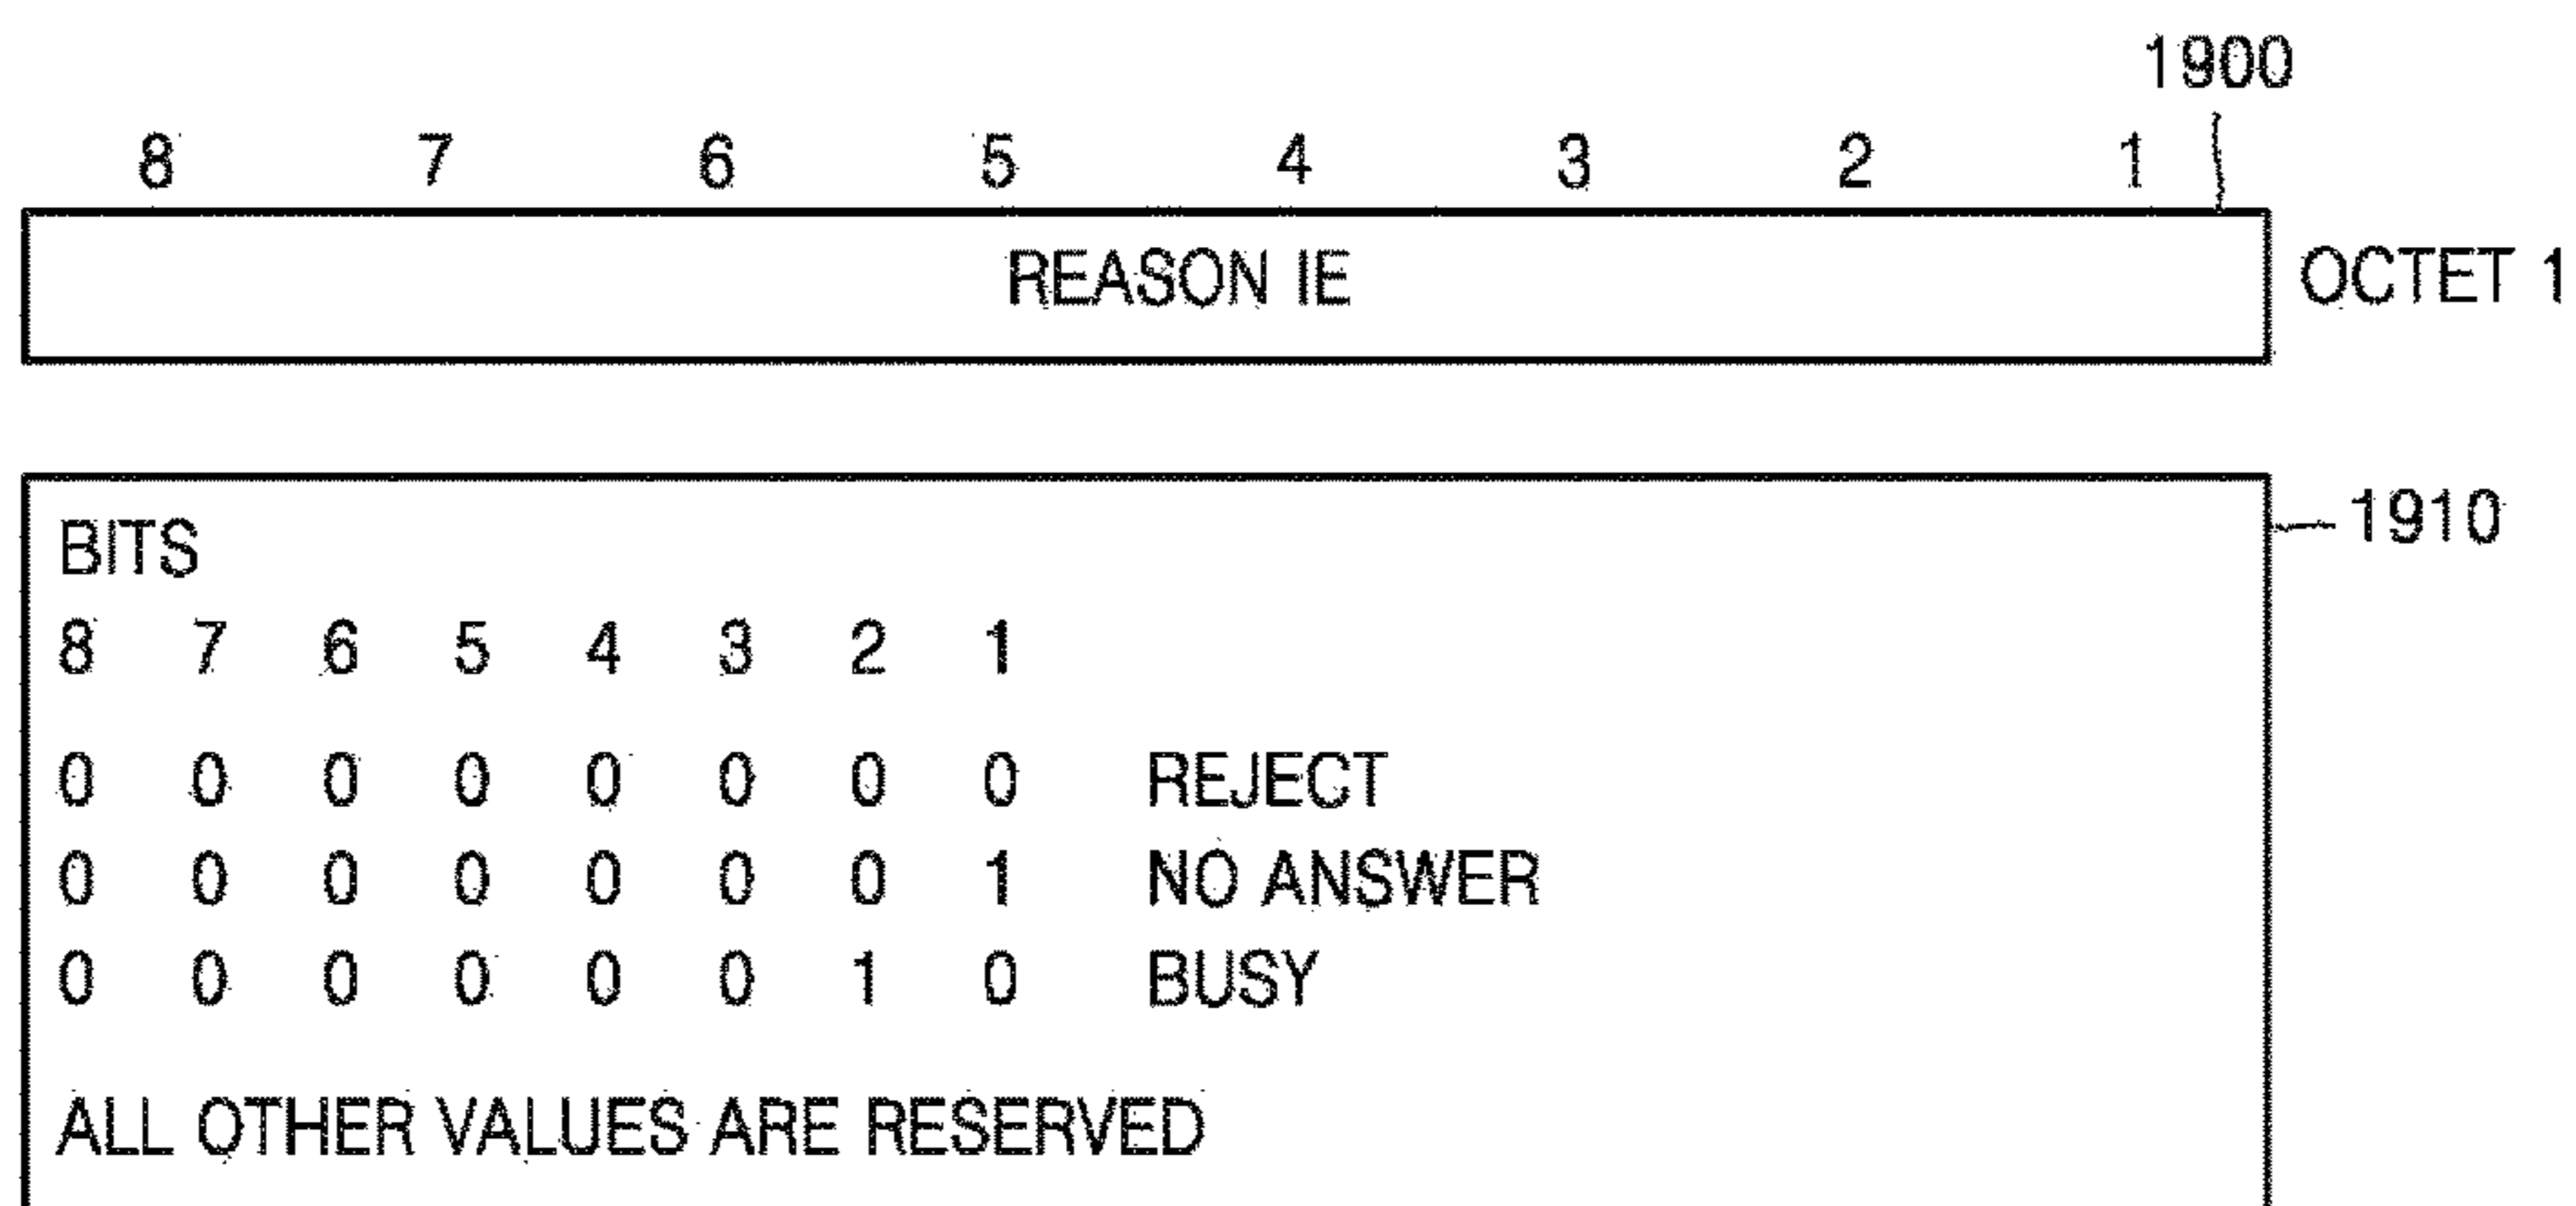 1900
8 7 6 5 4 3 2 1
REASON IE OCTET 1
1910
BITS
8 7 6 5 4 3 2 1
0 0 0 0 0 0 0 0 REJECT
0 0 0 0 0 0 0 1 NO ANSWER
0 0 0 0 0 0 1 0 BUSY
ALL OTHER VALUES ARE RESERVED